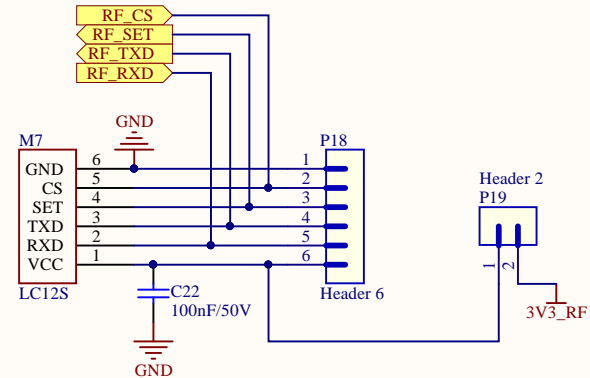 RF_CS
RF_SET
RF_TXD
RF_RXD
GND
M7
P18
GND 6 1
CS 5 2
SET 4 3
TXD 3 4
RXD 2 5
VCC 1 6
LC12S
Header 6
C22
100nF/50V
GND
Header 2
P19
1
2
3V3_RF